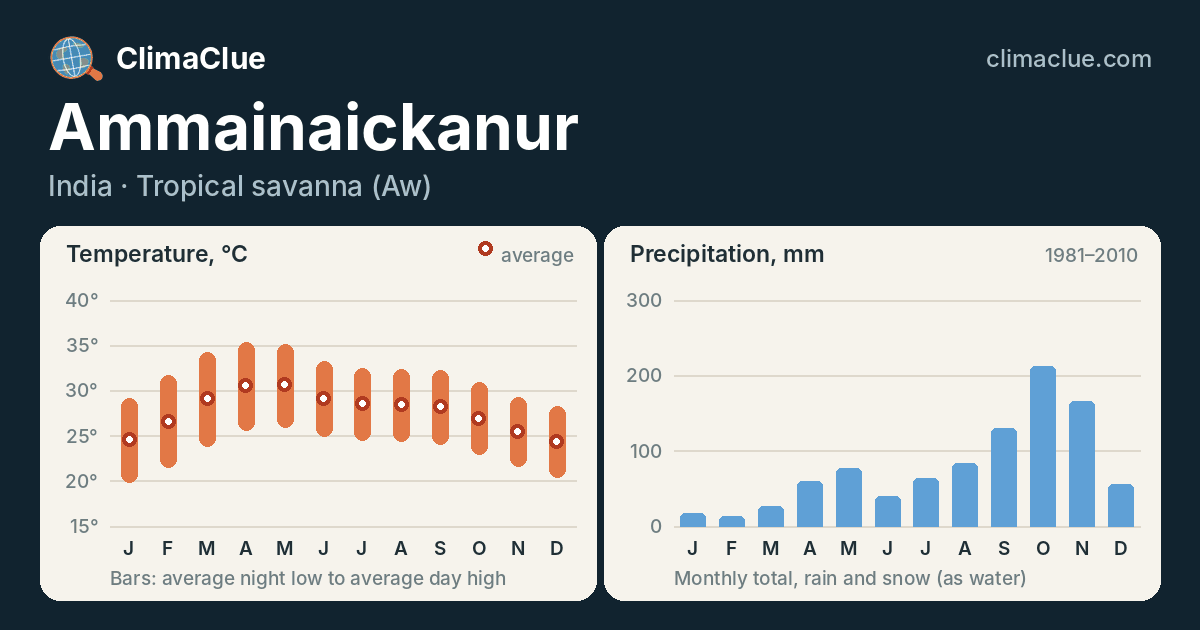 ClimaClue
climaclue.com
Ammainaickanur
India · Tropical savanna (Aw)
Temperature, °C
average
40°
35°
30°
25°
20°
15°
J F M A M J J A S O N D
Bars: average night low to average day high
Precipitation, mm
1981–2010
300
200
100
0
J F M A M J J A S O N D
Monthly total, rain and snow (as water)